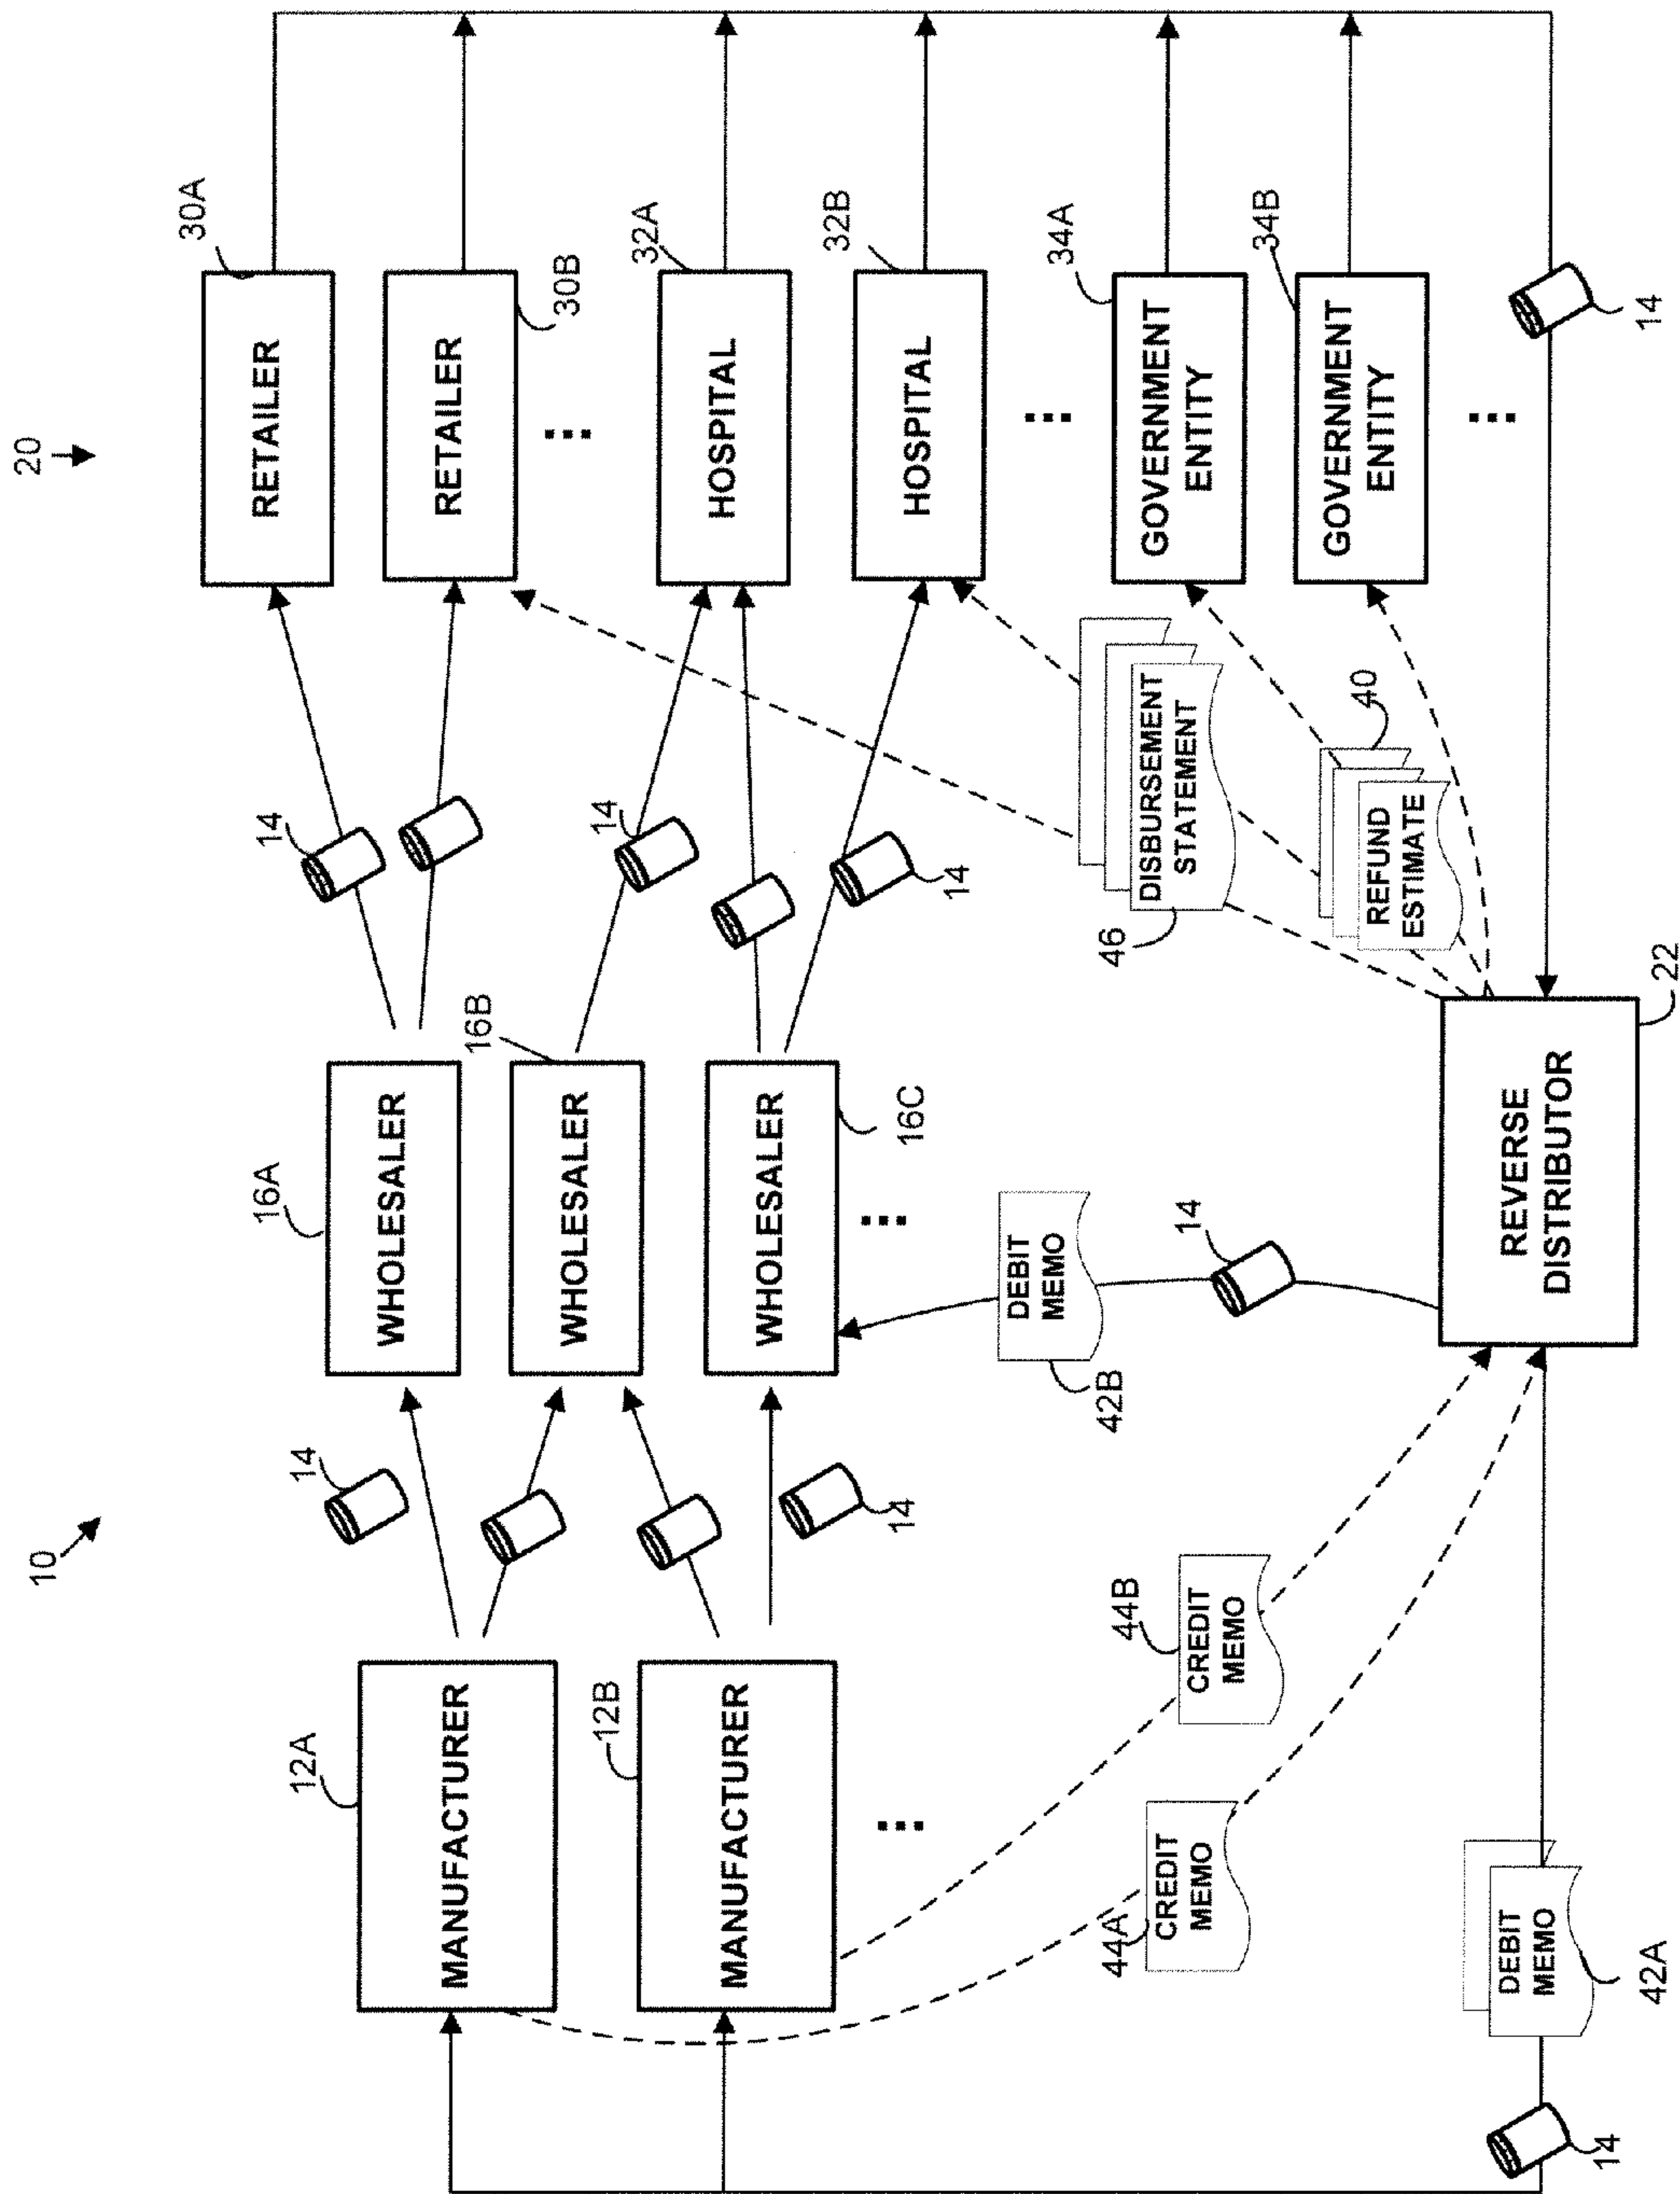 10
20
12A
MANUFACTURER
12B
MANUFACTURER
...
14
14
16A
WHOLESALER
16B
WHOLESALER
16C
WHOLESALER
...
14
14
14
30A
RETAILER
RETAILER
30B
...
32A
HOSPITAL
32B
HOSPITAL
...
34A
GOVERNMENT
ENTITY
34B
GOVERNMENT
ENTITY
...
44B
CREDIT
MEMO
44A
CREDIT
MEMO
DEBIT
MEMO
42B
14
DISBURSEMENT
STATEMENT
46
40
REFUND
ESTIMATE
DEBIT
MEMO
42A
14
REVERSE
DISTRIBUTOR
22
14